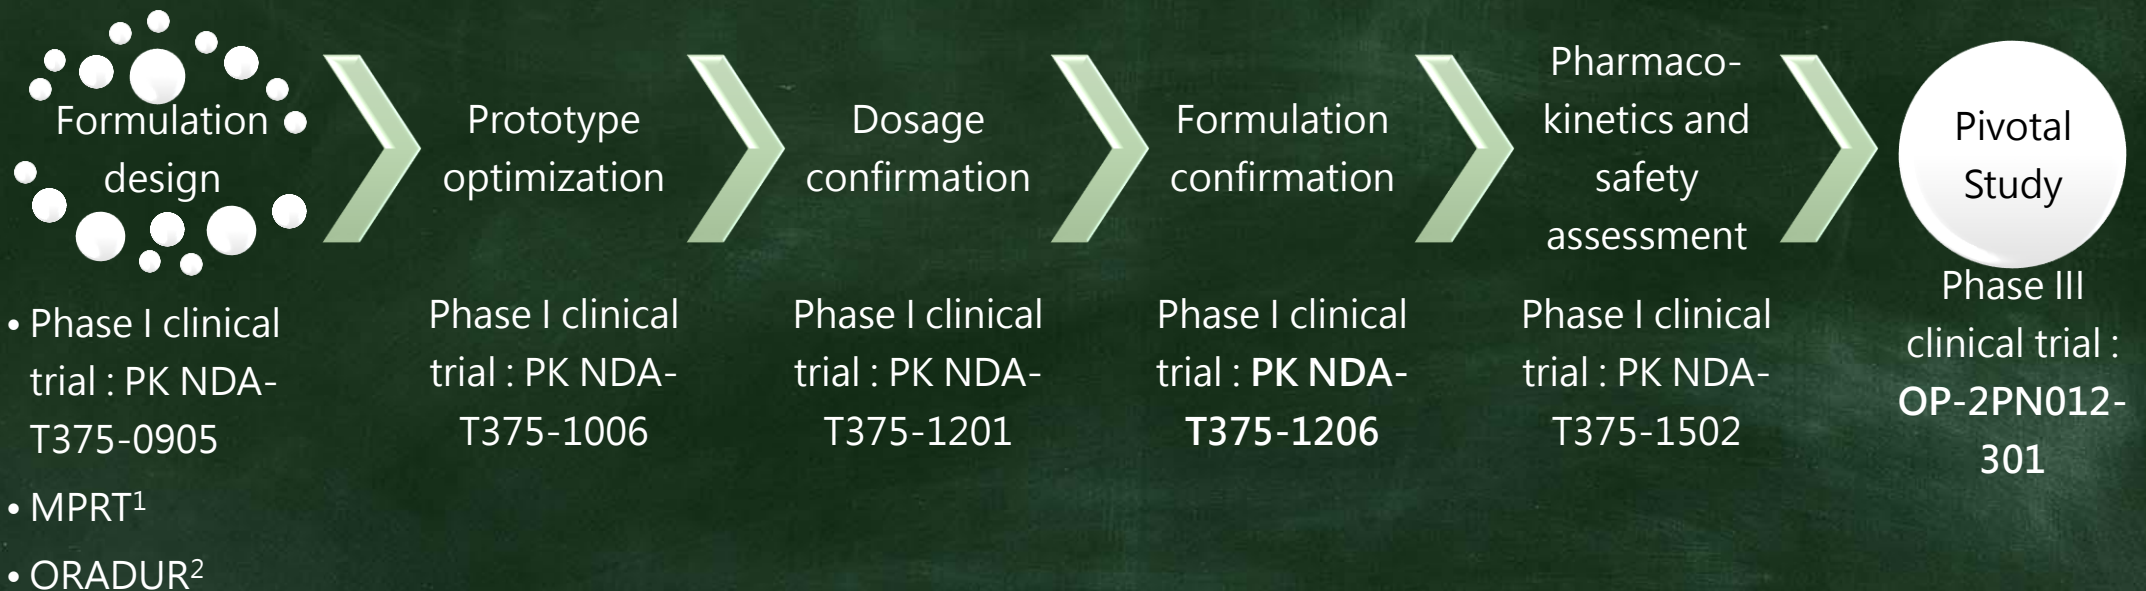 Formulation
design
Prototype
optimization
Dosage
confirmation
Formulation
confirmation
Pharmaco-
kinetics and
safety
assessment
Pivotal
Study
• Phase I clinical
trial : PK NDA-
T375-0905
• MPRT1
• ORADUR2
Phase I clinical
trial : PK NDA-
T375-1006
Phase I clinical
trial : PK NDA-
T375-1201
Phase I clinical
trial : PK NDA-
T375-1206
Phase I clinical
trial : PK NDA-
T375-1502
Phase III
clinical trial :
OP-2PN012-
301